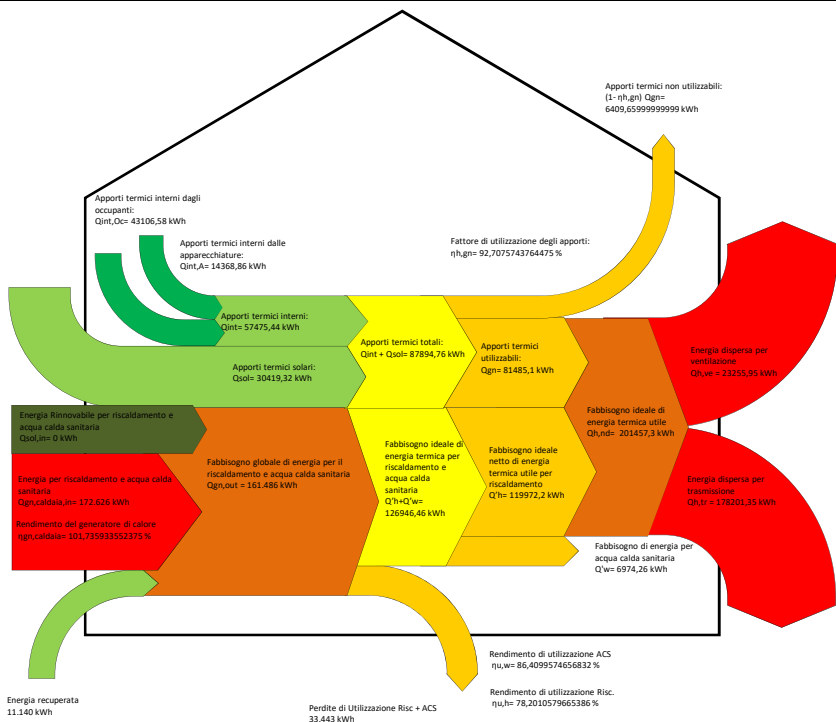 Apporti termici non utilizzabili:
(1- ηh,gn) Qgn=
6409,65999999999 kWh
Apporti termici interni dagli
occupanti:
Qint,Oc= 43106,58 kWh
Apporti termici interni dalle
apparecchiature:
Qint,A= 14368,86 kWh
Fattore di utilizzazione degli apporti:
ηh,gn= 92,7075743764475 %
Apporti termici interni:
Qint= 57475,44 kWh
Apporti termici totali:
Qint + Qsol= 87894,76 kWh
Apporti termici
utilizzabili:
Qgn= 81485,1 kWh
Energia dispersa per
ventilazione
Qh,ve = 23255,95 kWh
Apporti termici solari:
Qsol= 30419,32 kWh
Energia Rinnovabile per riscaldamento e
acqua calda sanitaria
Qsol,in= 0 kWh
Fabbisogno ideale di
energia termica utile
Qh,nd= 201457,3 kWh
Fabbisogno globale di energia per il
riscaldamento e acqua calda sanitaria
Qgn,out = 161.486 kWh
Fabbisogno ideale di
energia termica per
riscaldamento e
acqua calda
sanitaria
Q'h+Q'w=
126946,46 kWh
Fabbisogno ideale
netto di energia
termica utile per
riscaldamento
Q'h= 119972,2 kWh
Energia per riscaldamento e acqua calda
sanitaria
Qgn,caldaia,in= 172.626 kWh
Rendimento del generatore di calore
ηgn,caldaia= 101,735933552375 %
Energia dispersa per
trasmissione
Qh,tr = 178201,35 kWh
Fabbisogno di energia per
acqua calda sanitaria
Q'w= 6974,26 kWh
Rendimento di utilizzazione ACS
ηu,w= 86,4099574656832 %
Rendimento di utilizzazione Risc.
ηu,h= 78,2010579665386 %
Energia recuperata
11.140 kWh
Perdite di Utilizzazione Risc + ACS
33.443 kWh